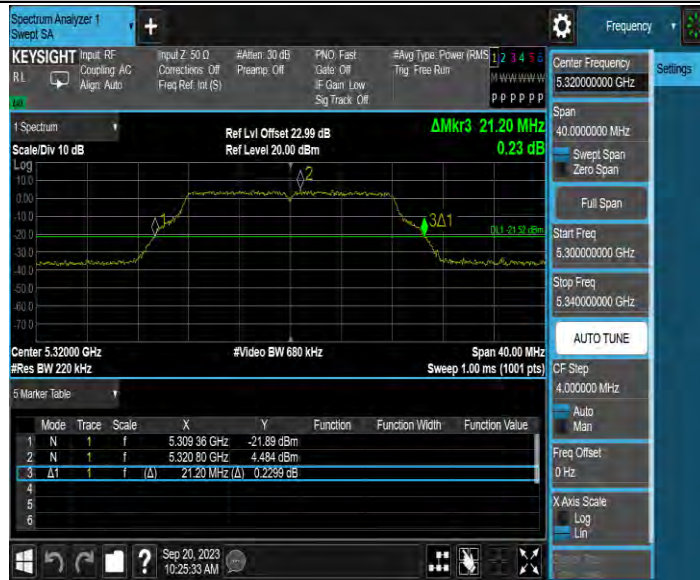 Spectrum Analyzer 1
Swept SA
+
Frequency
KEYSIGHT
RL
Input: RF
Coupling: AC
Align: Auto
Input Z: 50 Ω
Corrections: Off
Freq Ref: Int (S)
#Atten: 30 dB
Preamp: Off
PNO: Fast
Gate: Off
IF Gain: Low
Sig Track: Off
#Avg Type: Power (RMS
Trig: Free Run
1 2 3 4 5 6
M W W W W W
P P P P P P
Center Frequency
5.320000000 GHz
Settings
Span
40.0000000 MHz
Swept Span
Zero Span
Full Span
Start Freq
5.300000000 GHz
Stop Freq
5.340000000 GHz
AUTO TUNE
CF Step
4.000000 MHz
Auto
Man
Freq Offset
0 Hz
X Axis Scale
Log
Lin
1 Spectrum
Scale/Div 10 dB
Ref Lvl Offset 22.99 dB
Ref Level 20.00 dBm
ΔMkr3 21.20 MHz
0.23 dB
Log
10.0
0.00
-10.0
-20.0
-30.0
-40.0
-50.0
-60.0
-70.0
1
2
3Δ1
DL1 -21.52 dBm
Center 5.32000 GHz
#Res BW 220 kHz
#Video BW 680 kHz
Span 40.00 MHz
Sweep 1.00 ms (1001 pts)
5 Marker Table
Mode Trace Scale X Y Function Function Width Function Value
1 N 1 f 5.309 36 GHz -21.89 dBm
2 N 1 f 5.320 80 GHz 4.484 dBm
3 Δ1 1 f (Δ) 21.20 MHz (Δ) 0.2299 dB
4
5
6
?
Sep 20, 2023
10:25:33 AM